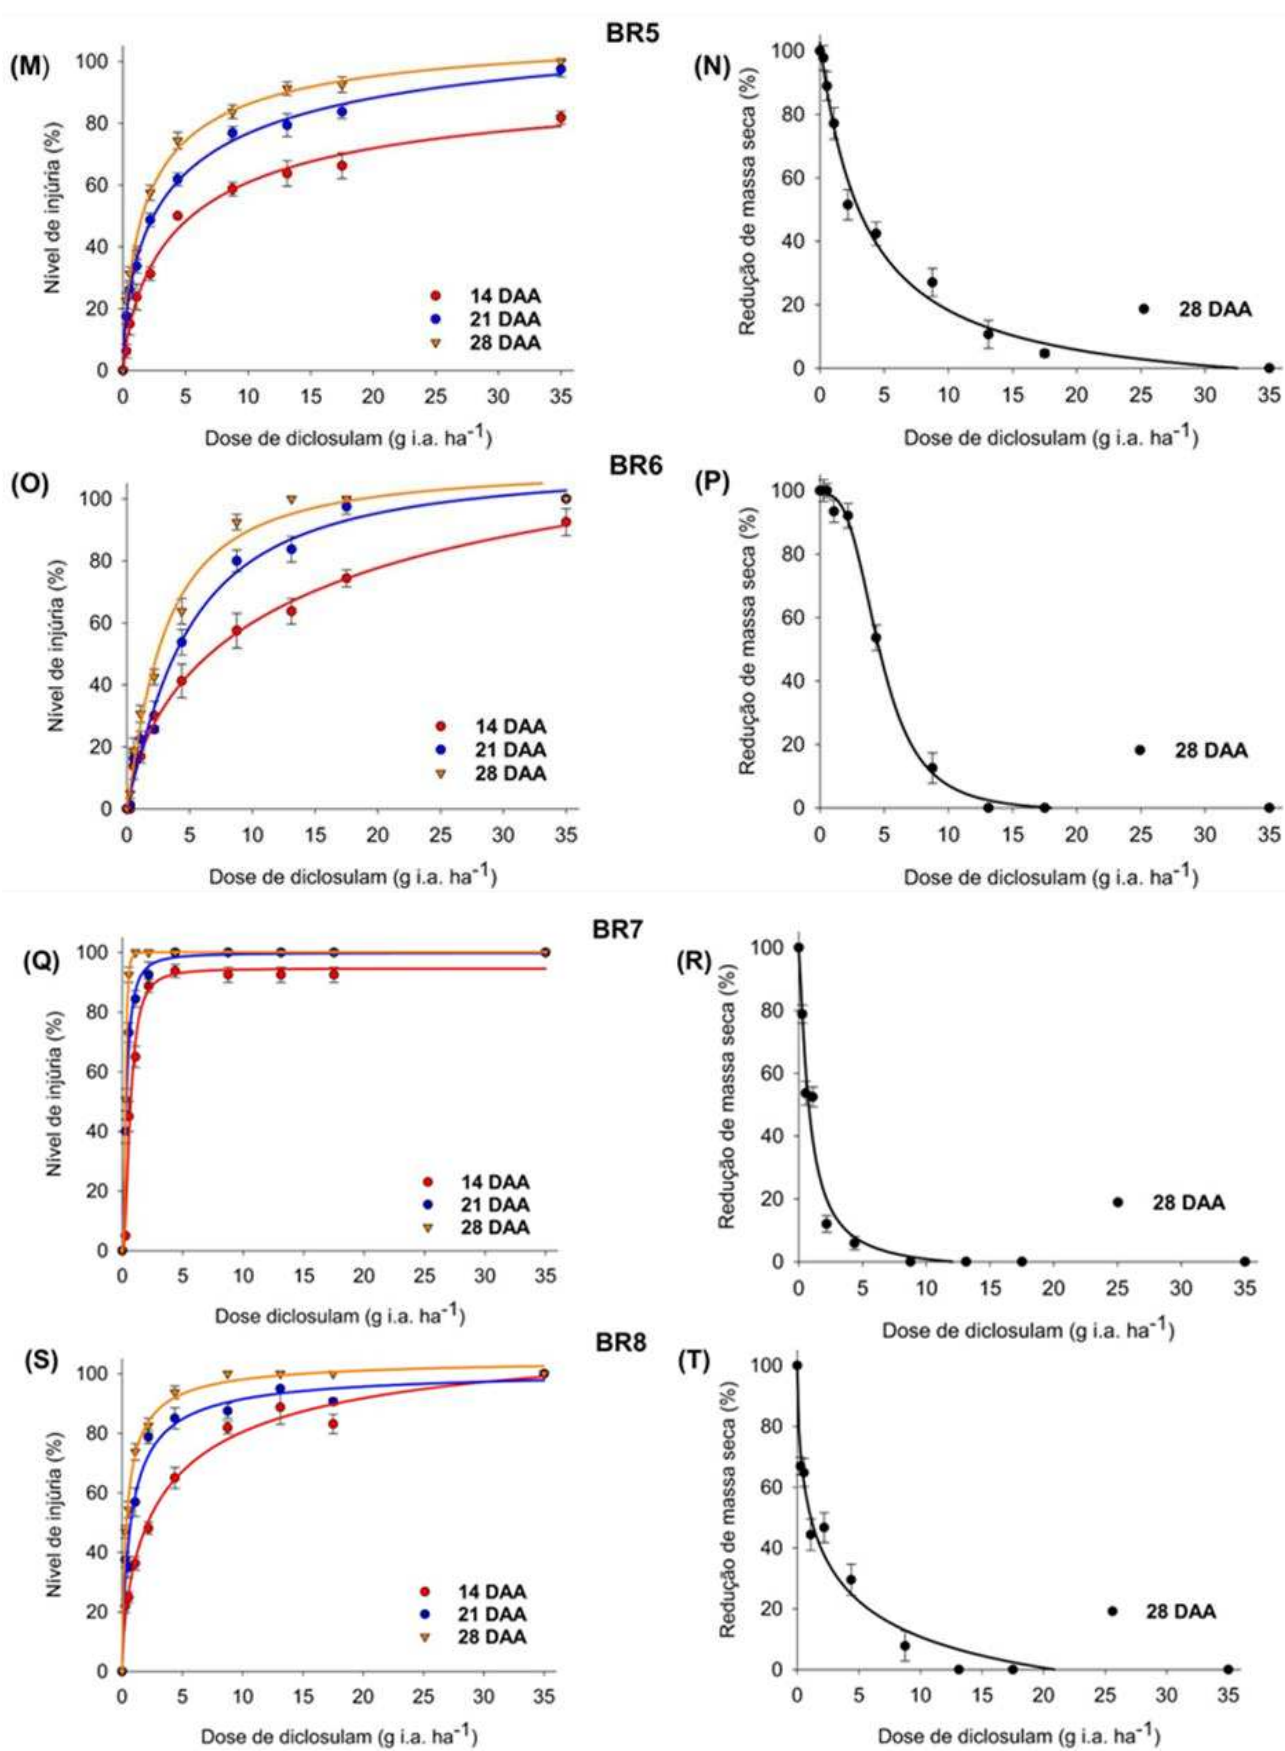 BR5
(M)
100
80
60
40
20
0
Nível de injúria (%)
14 DAA
21 DAA
28 DAA
0 5 10 15 20 25 30 35
Dose de diclosulam (g i.a. ha-1)
(N)
100
80
60
40
20
0
Redução de massa seca (%)
28 DAA
0 5 10 15 20 25 30 35
Dose de diclosulam (g i.a. ha-1)
BR6
(O)
100
80
60
40
20
0
Nível de injúria (%)
14 DAA
21 DAA
28 DAA
0 5 10 15 20 25 30 35
Dose de diclosulam (g i.a. ha-1)
(P)
100
80
60
40
20
0
Redução de massa seca (%)
28 DAA
0 5 10 15 20 25 30 35
Dose de diclosulam (g i.a. ha-1)
BR7
(Q)
100
80
60
40
20
0
Nível de injúria (%)
14 DAA
21 DAA
28 DAA
0 5 10 15 20 25 30 35
Dose diclosulam (g i.a. ha-1)
(R)
100
80
60
40
20
0
Redução de massa seca (%)
28 DAA
0 5 10 15 20 25 30 35
Dose de diclosulam (g i.a. ha-1)
BR8
(S)
100
80
60
40
20
0
Nível de injúria (%)
14 DAA
21 DAA
28 DAA
0 5 10 15 20 25 30 35
Dose de diclosulam (g i.a. ha-1)
(T)
100
80
60
40
20
0
Redução de massa seca (%)
28 DAA
0 5 10 15 20 25 30 35
Dose de diclosulam (g i.a. ha-1)